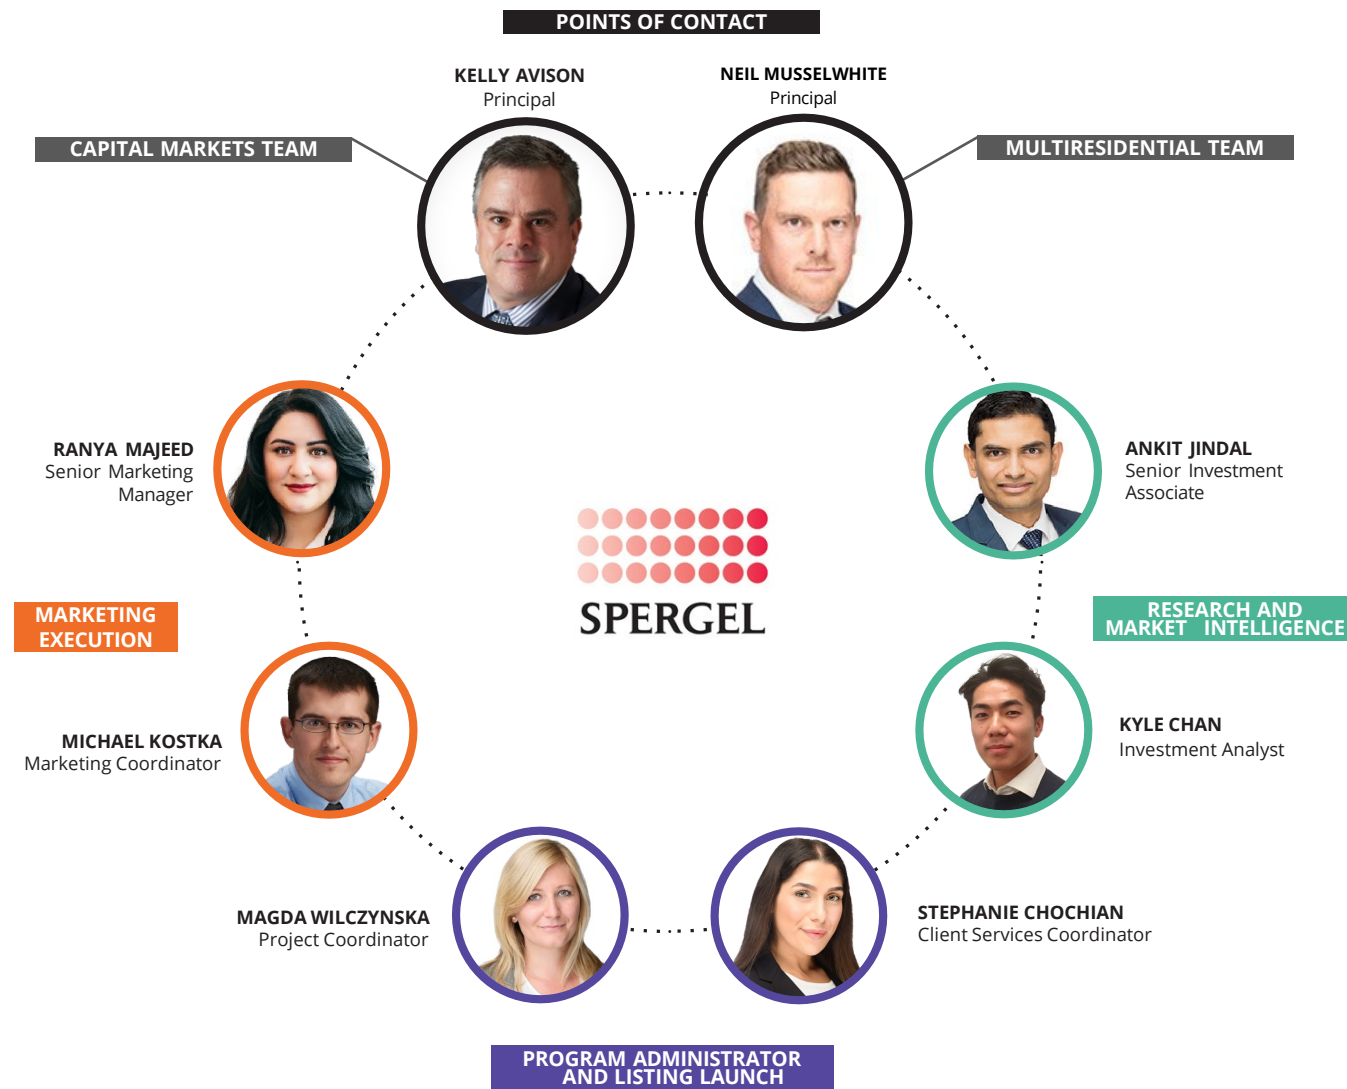 POINTS OF CONTACT
KELLY AVISON
Principal
NEIL MUSSELWHITE
Principal
CAPITAL MARKETS TEAM
MULTIRESIDENTIAL TEAM
RANYA MAJEED
Senior Marketing
Manager
ANKIT JINDAL
Senior Investment
Associate
SPERGEL
MARKETING
EXECUTION
RESEARCH AND
MARKET INTELLIGENCE
MICHAEL KOSTKA
Marketing Coordinator
KYLE CHAN
Investment Analyst
MAGDA WILCZYNSKA
Project Coordinator
STEPHANIE CHOCHIAN
Client Services Coordinator
PROGRAM ADMINISTRATOR
AND LISTING LAUNCH